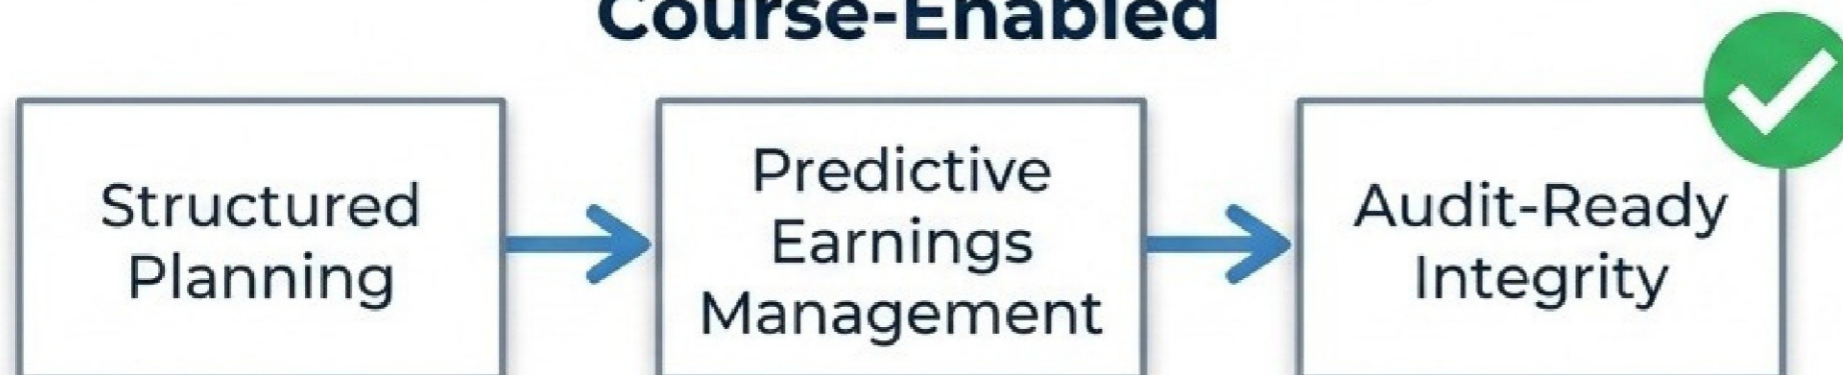 Course-Enabled
Structured
Planning
Predictive
Earnings
Management
Audit-Ready
Integrity